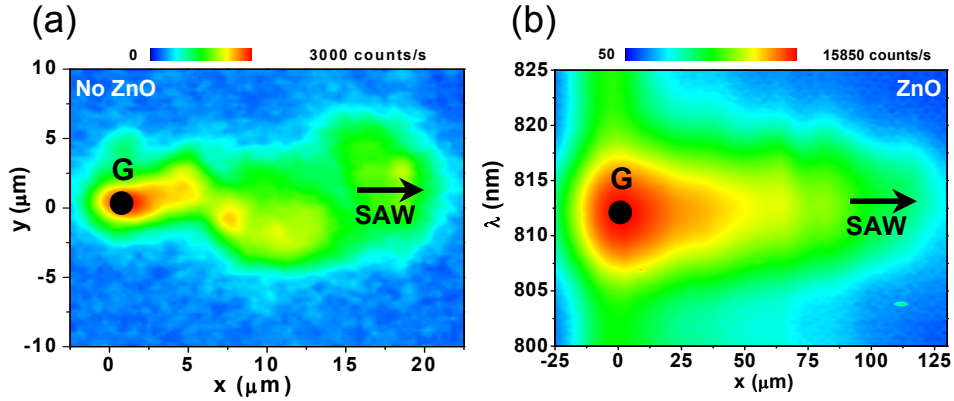 (a)
0 3000 counts/s
No ZnO
G
SAW
10
5
0
-5
-10
y (μm)
0 5 10 15 20
x (μm)
(b)
50 15850 counts/s
ZnO
G
SAW
825
820
815
810
805
800
λ (nm)
-25 0 25 50 75 100 125
x (μm)